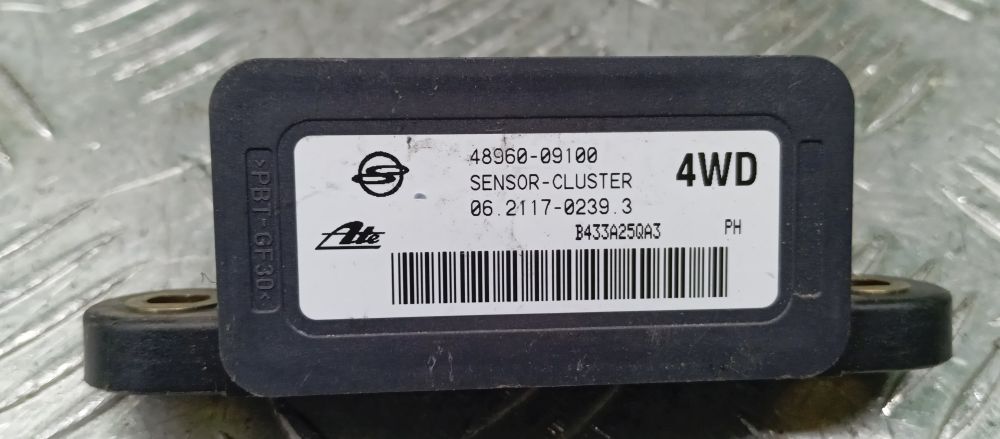 48960-09100
4WD
SENSOR-CLUSTER
06.2117-0239.3
Ate
B433A25QA3
PH
>PBT-GF30<